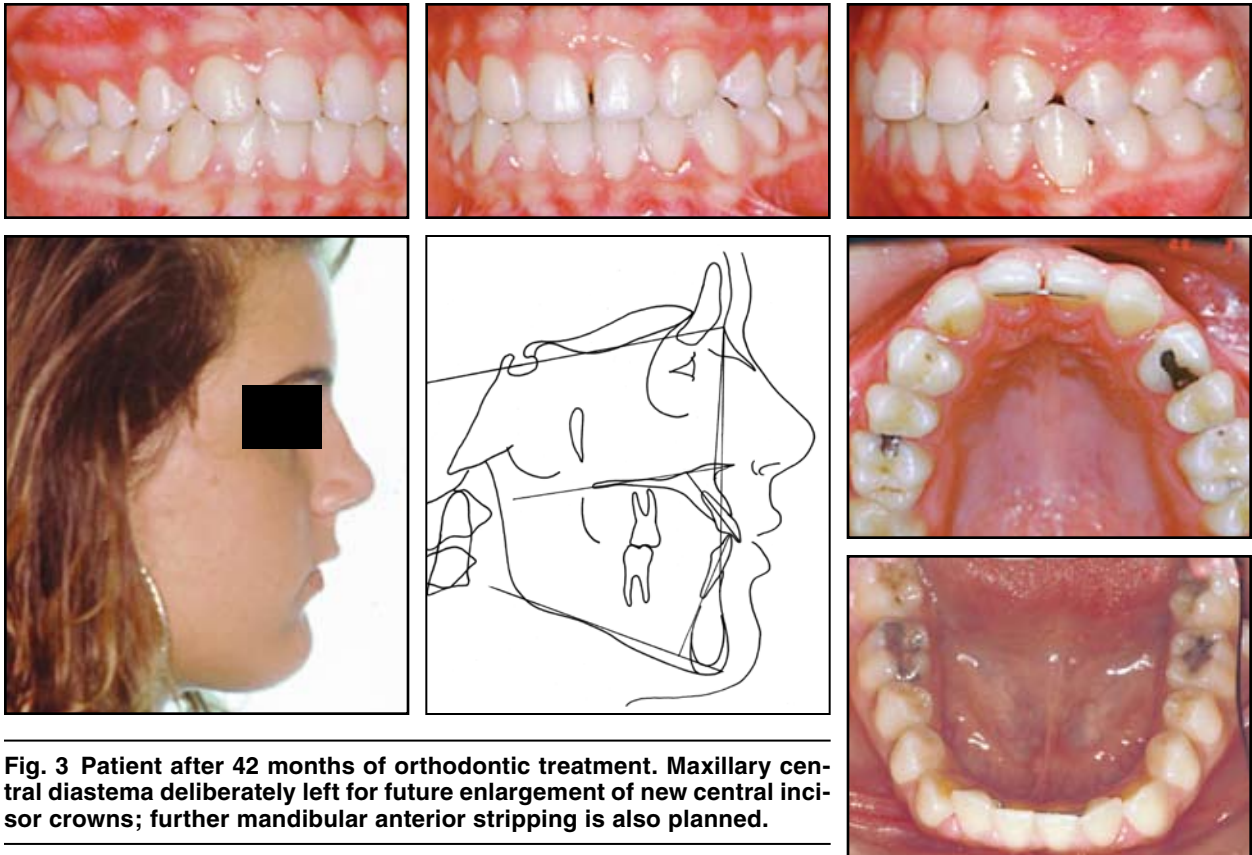 Fig. 3 Patient after 42 months of orthodontic treatment. Maxillary cen-
tral diastema deliberately left for future enlargement of new central inci-
sor crowns; further mandibular anterior stripping is also planned.